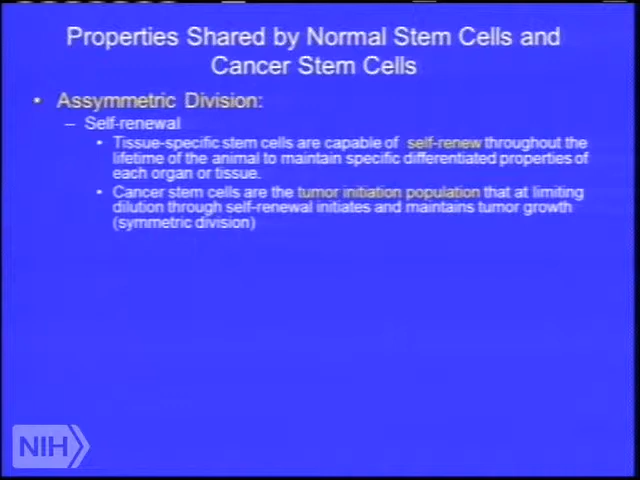 Properties Shared by Normal Stem Cells and
Cancer Stem Cells
• Assymmetric Division:
– Self-renewal
• Tissue-specific stem cells are capable of self-renew throughout the
lifetime of the animal to maintain specific differentiated properties of
each organ or tissue.
• Cancer stem cells are the tumor initiation population that at limiting
dilution through self-renewal initiates and maintains tumor growth
(symmetric division)
NIH